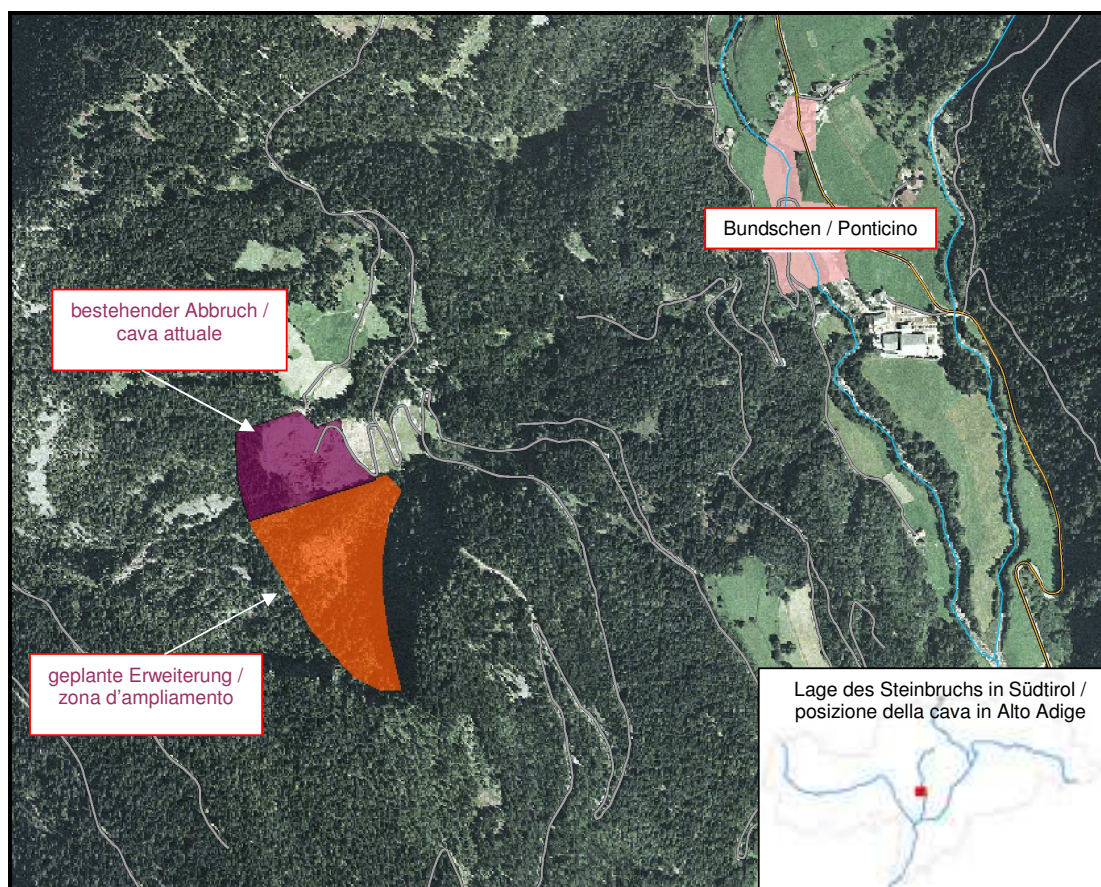 Bundschen / Ponticino
bestehender Abbruch /
cava attuale
geplante Erweiterung /
zona d'ampliamento
Lage des Steinbruchs in Südtirol /
posizione della cava in Alto Adige